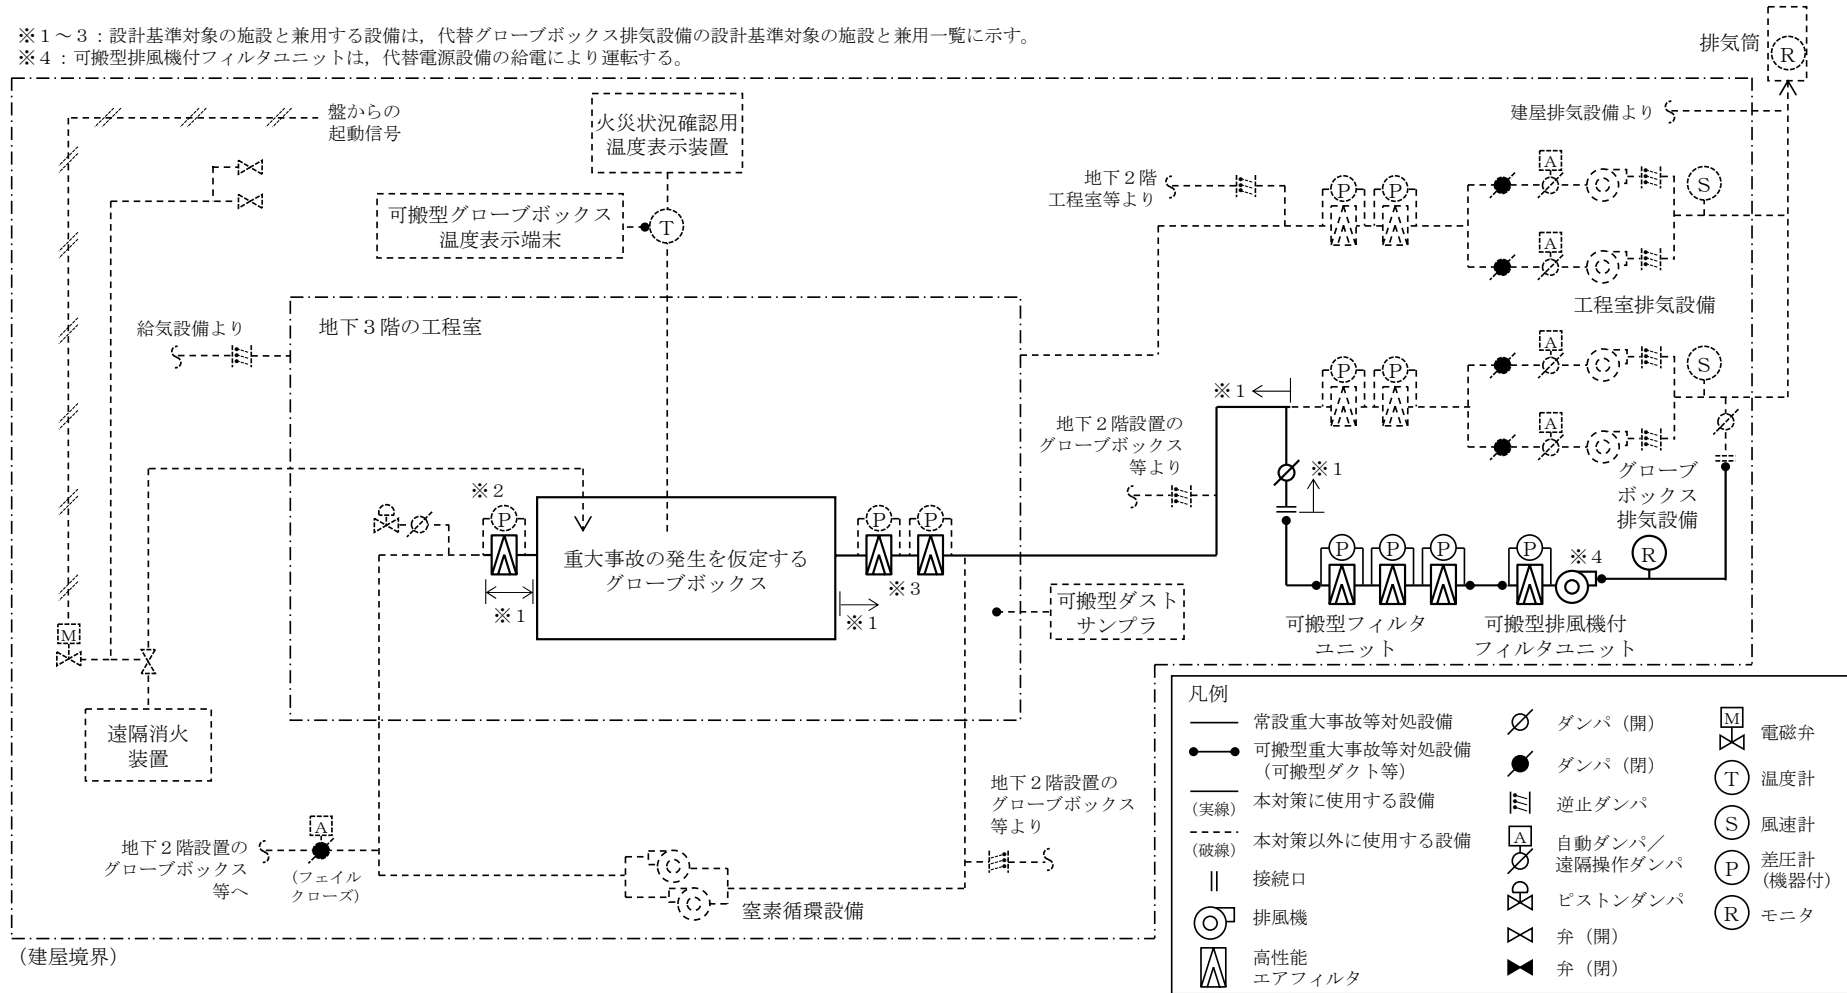 ※１～３：設計基準対象の施設と兼用する設備は，代替グローブボックス排気設備の設計基準対象の施設と兼用一覧に示す。
※４：可搬型排風機付フィルタユニットは，代替電源設備の給電により運転する。
排気筒
R
盤からの
起動信号
火災状況確認用
温度表示装置
建屋排気設備より
可搬型グローブボックス
温度表示端末
T
地下２階
工程室等より
P
P
A
S
A
工程室排気設備
給気設備より
地下３階の工程室
P
P
A
S
A
※１
地下２階設置の
グローブボックス
等より
※１
グローブ
ボックス
排気設備
※２
P
P
P
重大事故の発生を仮定する
グローブボックス
※３
※１
※１
P
P
P
P
※４
R
可搬型フィルタ
ユニット
可搬型排風機付
フィルタユニット
可搬型ダスト
サンプラ
M
遠隔消火
装置
A
地下２階設置の
グローブボックス
等へ
（フェイル
クローズ）
地下２階設置の
グローブボックス
等より
窒素循環設備
（建屋境界）
凡例
常設重大事故等対処設備
可搬型重大事故等対処設備
（可搬型ダクト等）
（実線）
本対策に使用する設備
（破線）
本対策以外に使用する設備
接続口
排風機
高性能
エアフィルタ
ダンパ（開）
ダンパ（閉）
逆止ダンパ
A
自動ダンパ／
遠隔操作ダンパ
ピストンダンパ
弁（開）
弁（閉）
M
電磁弁
T
温度計
S
風速計
P
差圧計
（機器付）
R
モニタ